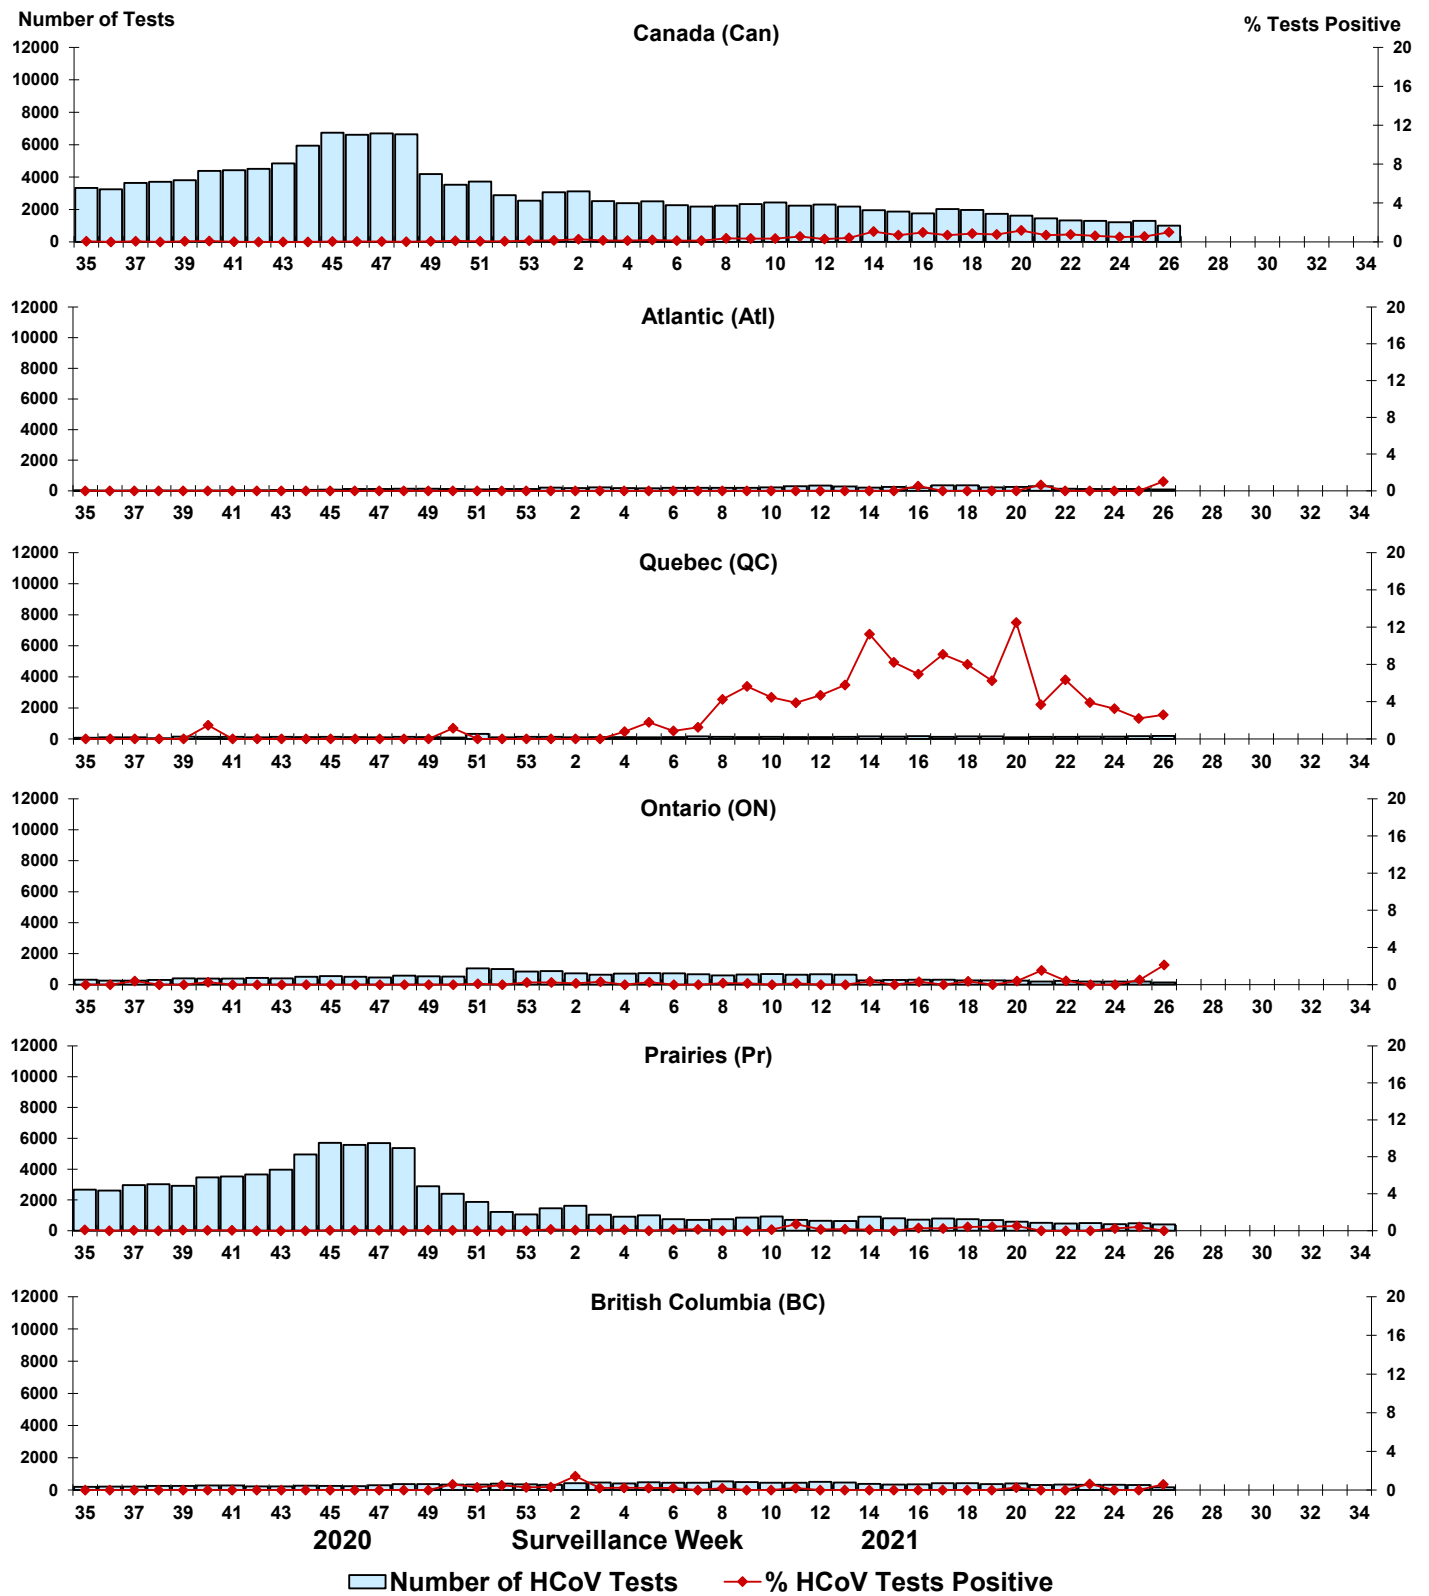 Number of Tests
Canada (Can)
% Tests Positive
12000 20
10000 16
8000 12
6000 8
4000 4
2000 0
0
35 37 39 41 43 45 47 49 51 53 2 4 6 8 10 12 14 16 18 20 22 24 26 28 30 32 34
Atlantic (Atl)
12000 20
10000 16
8000 12
6000 8
4000 4
2000 0
0
35 37 39 41 43 45 47 49 51 53 2 4 6 8 10 12 14 16 18 20 22 24 26 28 30 32 34
Quebec (QC)
12000 20
10000 16
8000 12
6000 8
4000 4
2000 0
0
35 37 39 41 43 45 47 49 51 53 2 4 6 8 10 12 14 16 18 20 22 24 26 28 30 32 34
Ontario (ON)
12000 20
10000 16
8000 12
6000 8
4000 4
2000 0
0
35 37 39 41 43 45 47 49 51 53 2 4 6 8 10 12 14 16 18 20 22 24 26 28 30 32 34
Prairies (Pr)
12000 20
10000 16
8000 12
6000 8
4000 4
2000 0
0
35 37 39 41 43 45 47 49 51 53 2 4 6 8 10 12 14 16 18 20 22 24 26 28 30 32 34
British Columbia (BC)
12000 20
10000 16
8000 12
6000 8
4000 4
2000 0
0
35 37 39 41 43 45 47 49 51 53 2 4 6 8 10 12 14 16 18 20 22 24 26 28 30 32 34
2020 Surveillance Week 2021
Number of HCoV Tests % HCoV Tests Positive